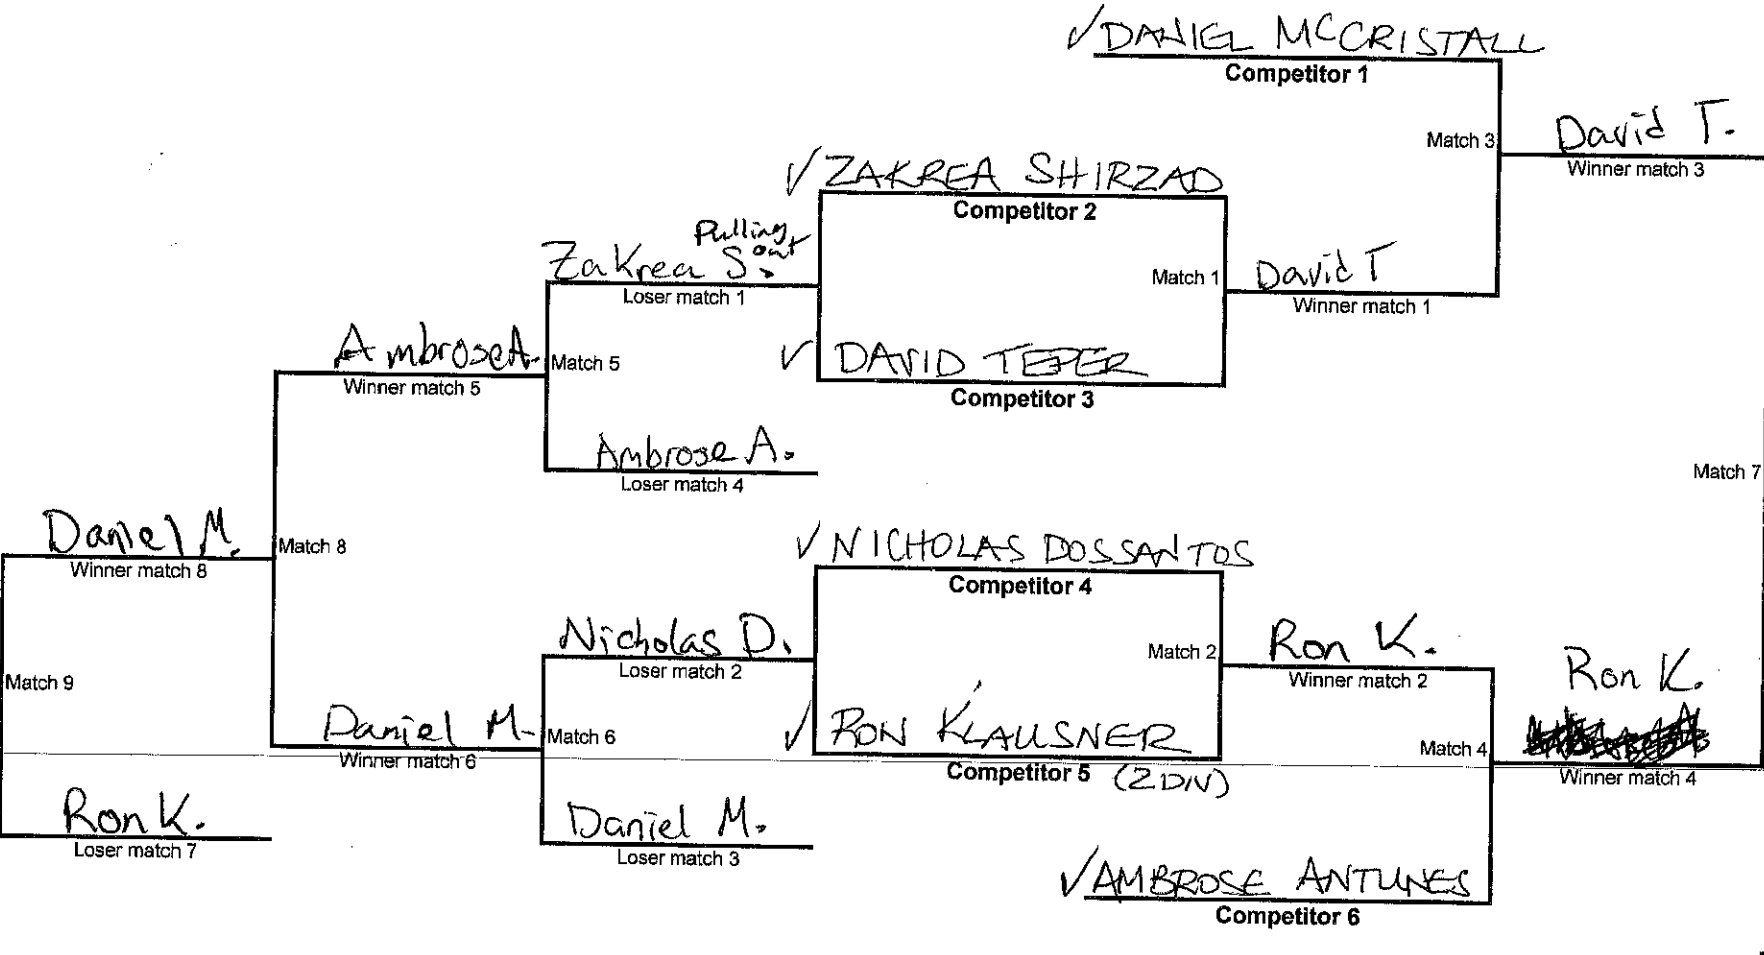 ✓DANIEL MCCRISTALL
Competitor 1
Match 3
David T.
Winner match 3
✓ZAKREA SHIRZAD
Competitor 2
Pulling out
Zakrea S.
Loser match 1
Match 1
David T
Winner match 1
AmbroseA.
Winner match 5
Match 5
✓ DAVID TEPER
Competitor 3
Ambrose A.
Loser match 4
Match 7
Daniel M.
Winner match 8
Match 8
✓NICHOLAS DOSSANTOS
Competitor 4
Nicholas D.
Loser match 2
Match 2
Ron K.
Winner match 2
Ron K.
Winner match 4
Match 9
Daniel M.
Winner match 6
Match 6
✓ RON KLAUSNER
Competitor 5 (2DN)
Match 4
Ron K.
Loser match 7
Daniel M.
Loser match 3
✓AMBROSE ANTUNES
Competitor 6